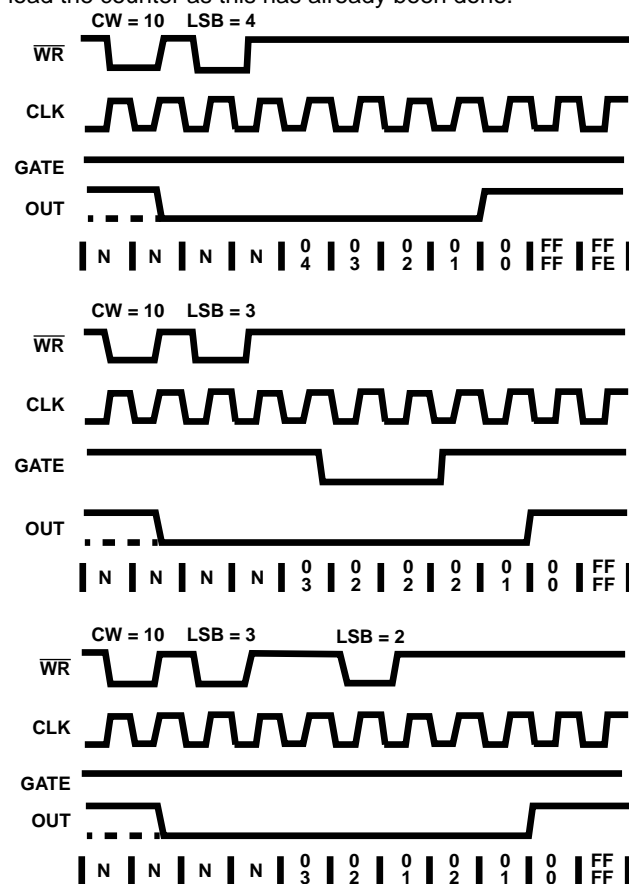 load the counter as this has already been done.
CW = 10 LSB = 4
WR
CLK
GATE
OUT
N N N N 0 0 0 0 0 FF FF
4 3 2 1 0 FF FE
CW = 10 LSB = 3
WR
CLK
GATE
OUT
N N N N 0 0 0 0 0 0 FF
3 2 2 2 1 0 FF
CW = 10 LSB = 3 LSB = 2
WR
CLK
GATE
OUT
N N N N 0 0 0 0 0 0 FF
3 2 1 2 1 0 FF